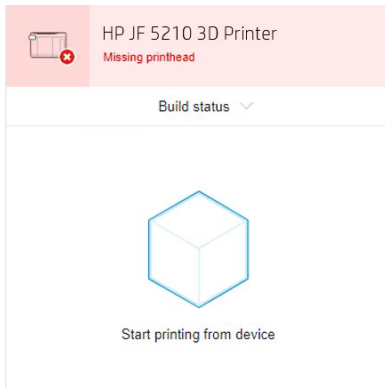 HP JF 5210 3D Printer
Missing printhead
Build status
Start printing from device